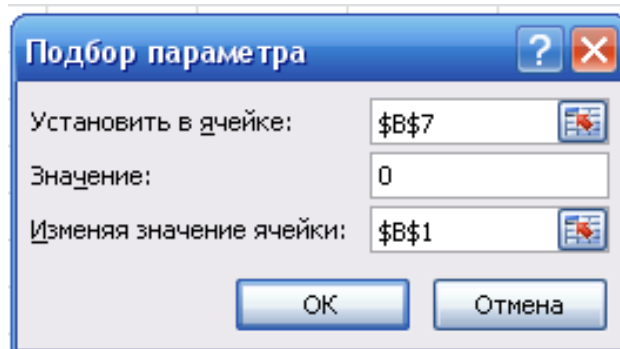 Подбор параметра ?
Установить в ячейке: $B$7
Значение: 0
Изменяя значение ячейки: $B$1
ОК Отмена